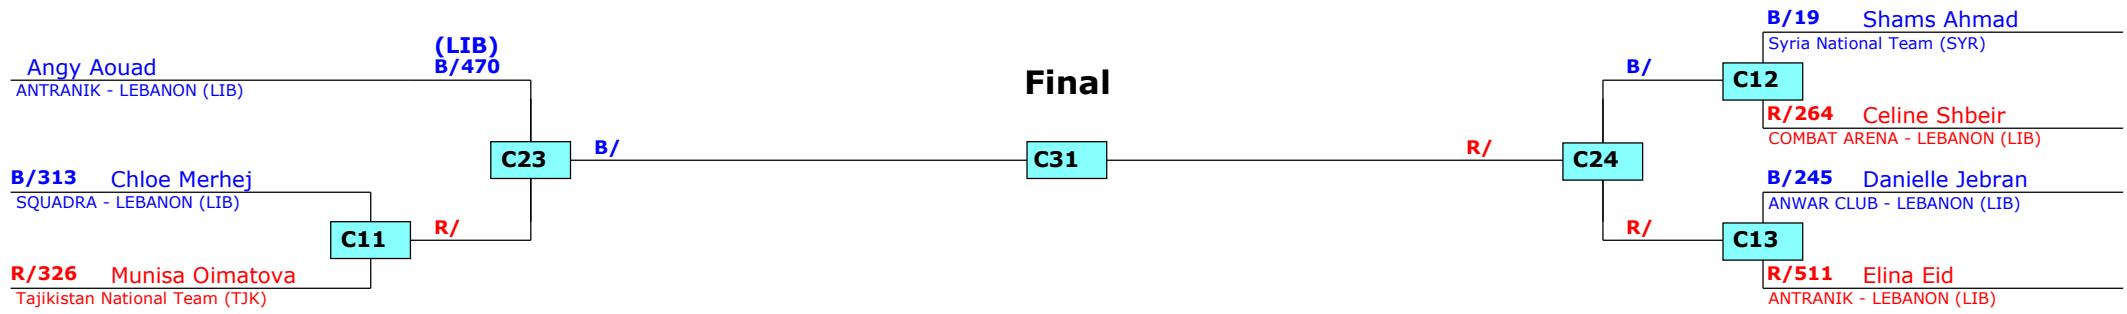 (LIB)
Angy Aouad B/470
ANTRANIK - LEBANON (LIB)
C23
B/
B/313 Chloe Merhej
SQUADRA - LEBANON (LIB)
C11
R/
R/326 Munisa Oimatova
Tajikistan National Team (TJK)
Final
C31
R/
C24
B/
R/
B/19 Shams Ahmad
Syria National Team (SYR)
C12
R/264 Celine Shbeir
COMBAT ARENA - LEBANON (LIB)
B/245 Danielle Jebran
ANWAR CLUB - LEBANON (LIB)
C13
R/511 Elina Eid
ANTRANIK - LEBANON (LIB)